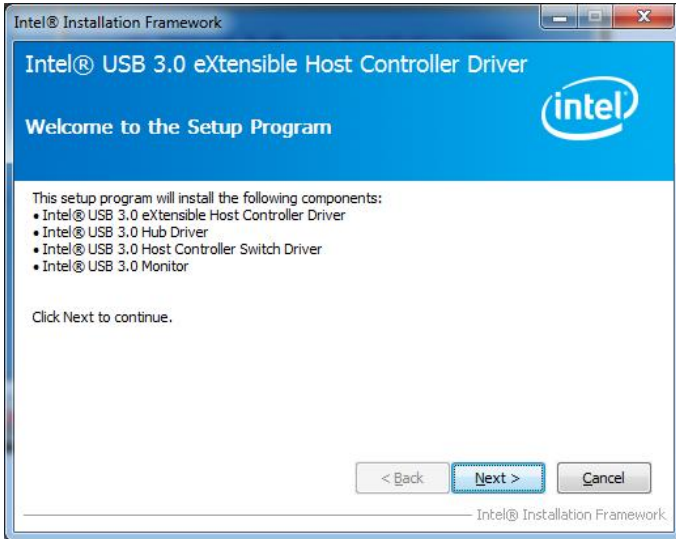 Intel® Installation Framework
Intel® USB 3.0 eXtensible Host Controller Driver
intel
Welcome to the Setup Program
This setup program will install the following components:
• Intel® USB 3.0 eXtensible Host Controller Driver
• Intel® USB 3.0 Hub Driver
• Intel® USB 3.0 Host Controller Switch Driver
• Intel® USB 3.0 Monitor
Click Next to continue.
< Back Next > Cancel
Intel® Installation Framework